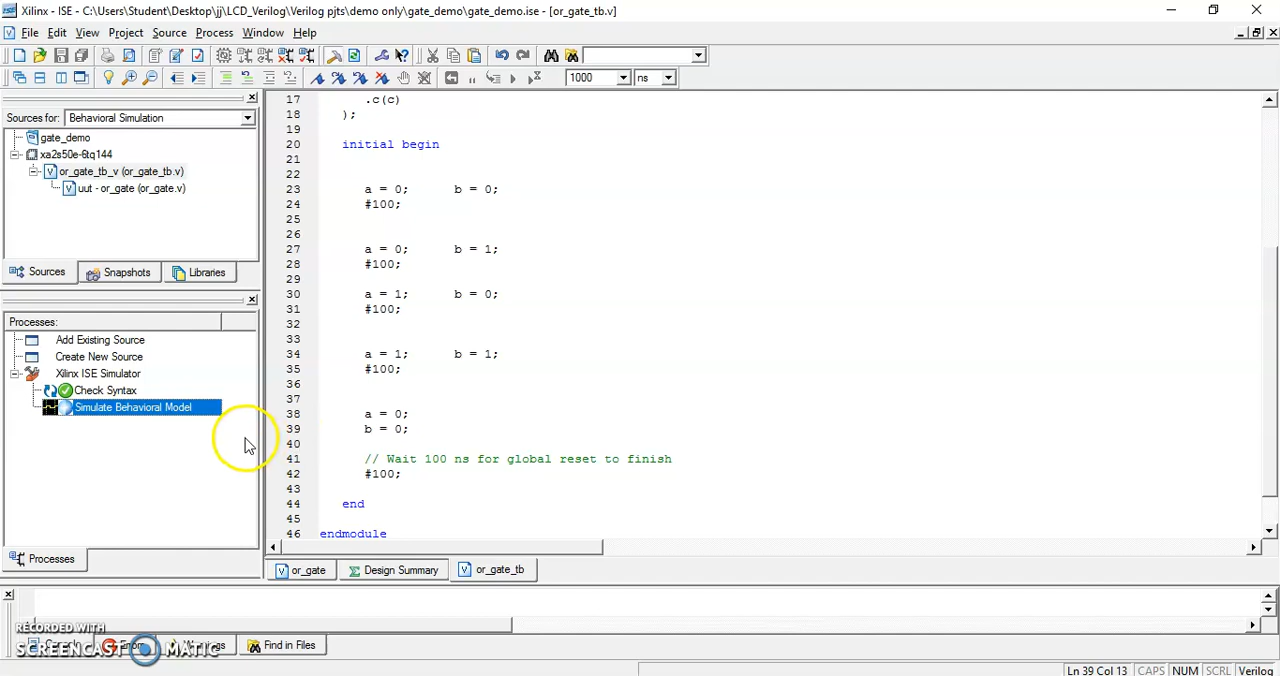 Xilinx - ISE - C:\Users\Student\Desktop\jj\LCD_Verilog\Verilog pjts\demo only\gate_demo\gate_demo.ise - [or_gate_tb.v]
File Edit View Project Source Process Window Help
1000 ns
Sources for: Behavioral Simulation
gate_demo
xa2s50e-6tq144
or_gate_tb_v (or_gate_tb.v)
uut - or_gate (or_gate.v)
Sources Snapshots Libraries
Processes:
Add Existing Source
Create New Source
Xilinx ISE Simulator
Check Syntax
Simulate Behavioral Model
Processes
17 .c(c)
18 );
19
20 initial begin
21
22
23 a = 0; b = 0;
24 #100;
25
26
27 a = 0; b = 1;
28 #100;
29
30 a = 1; b = 0;
31 #100;
32
33
34 a = 1; b = 1;
35 #100;
36
37
38 a = 0;
39 b = 0;
40
41 // Wait 100 ns for global reset to finish
42 #100;
43
44 end
45
46 endmodule
or_gate Design Summary or_gate_tb
RECORDED WITH
SCREENCAST MATIC
Find in Files
Ln 39 Col 13 CAPS NUM SCRL Verilog